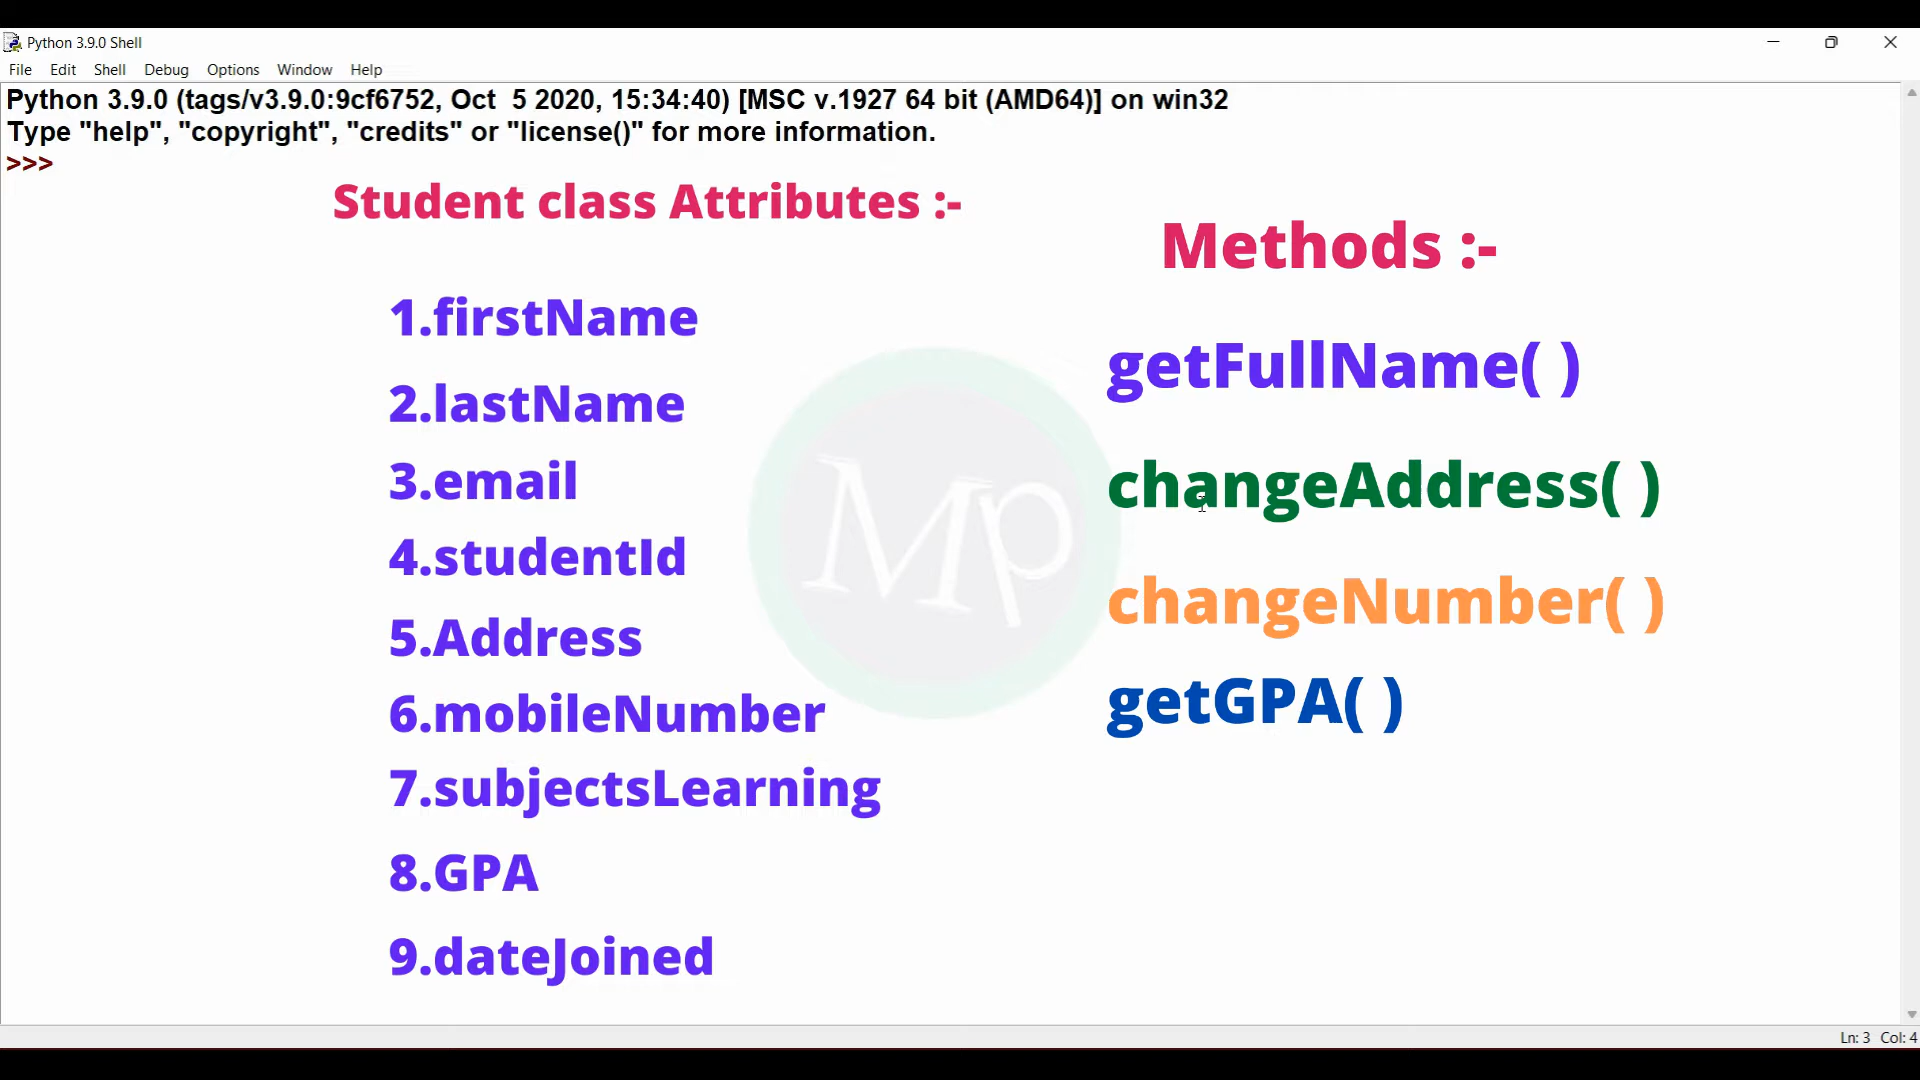 Python 3.9.0 Shell
File Edit Shell Debug Options Window Help
Python 3.9.0 (tags/v3.9.0:9cf6752, Oct  5 2020, 15:34:40) [MSC v.1927 64 bit (AMD64)] on win32
Type "help", "copyright", "credits" or "license()" for more information.
>>>
Student class Attributes :-
1.firstName
2.lastName
3.email
4.studentId
5.Address
6.mobileNumber
7.subjectsLearning
8.GPA
9.dateJoined
Methods :-
getFullName( )
changeAddress( )
changeNumber( )
getGPA( )
Mp
Ln: 3 Col: 4